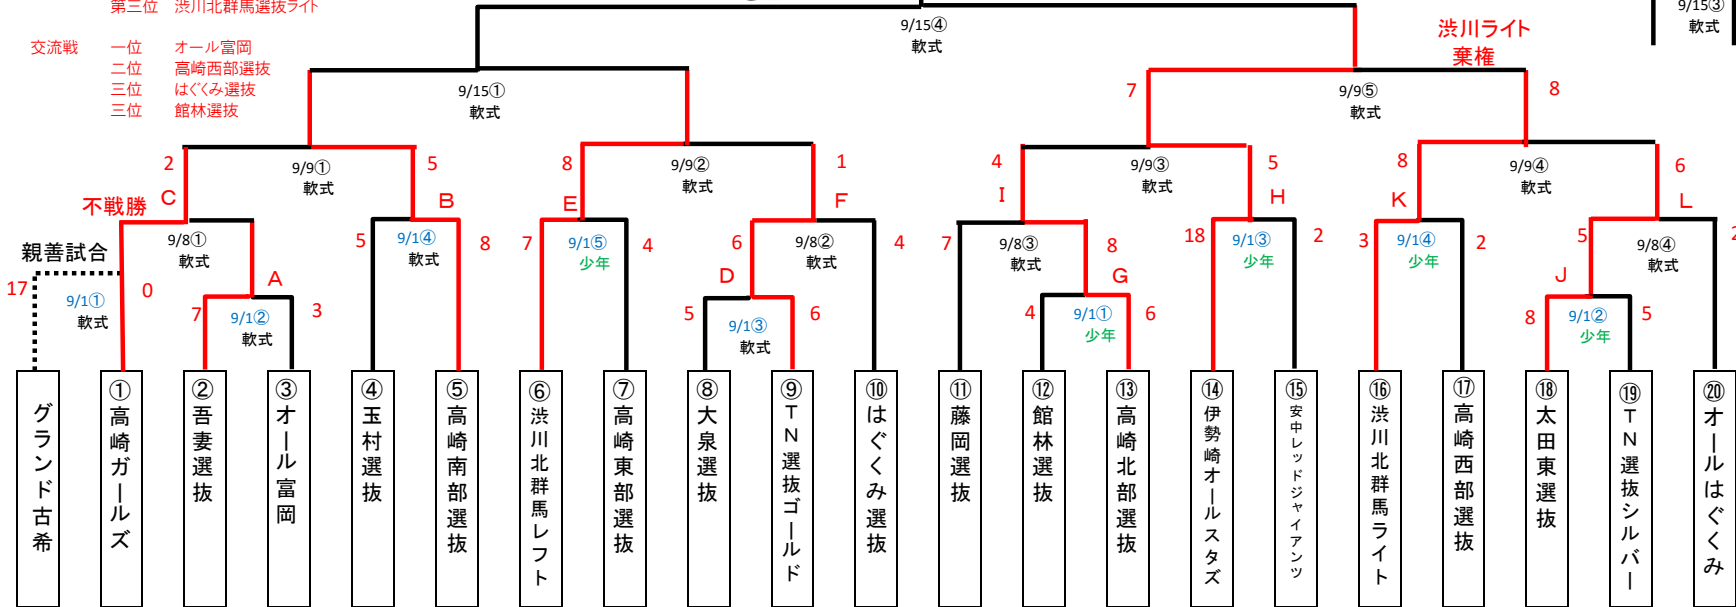 第三位 渋川北群馬選抜ライト
9/15③
軟式
9/15④
軟式
渋川ライト
棄権
交流戦 一位 オール富岡
二位 高崎西部選抜
三位 はぐくみ選抜
三位 館林選抜
9/15①
軟式
7
9/9⑤
軟式
8
2
9/9①
軟式
5
8
9/9②
軟式
1
4
9/9③
軟式
5
8
9/9④
軟式
6
不戦勝
C
B
E
F
I
H
K
L
親善試合
9/8①
軟式
5
9/1④
軟式
8
7
9/1⑤
少年
4
6
9/8②
軟式
4
7
9/8③
軟式
8
18
9/1③
少年
2
3
9/1④
少年
2
5
9/8④
軟式
A
D
G
J
17
9/1①
軟式
0
7
9/1②
軟式
3
5
9/1③
軟式
6
4
9/1①
少年
6
8
9/1②
少年
5
グランド古希
①高崎ガールズ
②吾妻選抜
③オール富岡
④玉村選抜
⑤高崎南部選抜
⑥渋川北群馬レフト
⑦高崎東部選抜
⑧大泉選抜
⑨TN選抜ゴールド
⑩はぐくみ選抜
⑪藤岡選抜
⑫館林選抜
⑬高崎北部選抜
⑭伊勢崎オールスタズ
⑮安中レッドジャイアンツ
⑯渋川北群馬ライト
⑰高崎西部選抜
⑱太田東選抜
⑲TN選抜シルバー
⑳オールはぐくみ